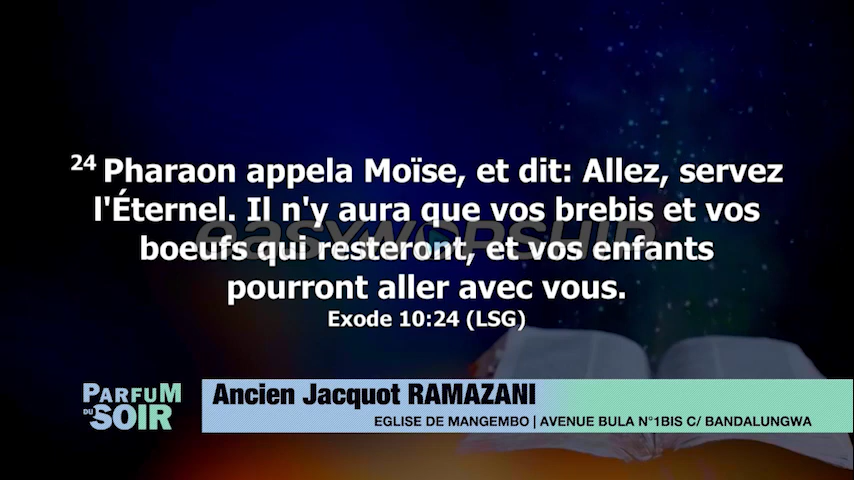 24 Pharaon appela Moïse, et dit: Allez, servez
l'Éternel. Il n'y aura que vos brebis et vos
boeufs qui resteront, et vos enfants
pourront aller avec vous.
Exode 10:24 (LSG)
easyworship
PARFUM
DU
SOIR
Ancien Jacquot RAMAZANI
EGLISE DE MANGEMBO | AVENUE BULA N°1BIS C/ BANDALUNGWA